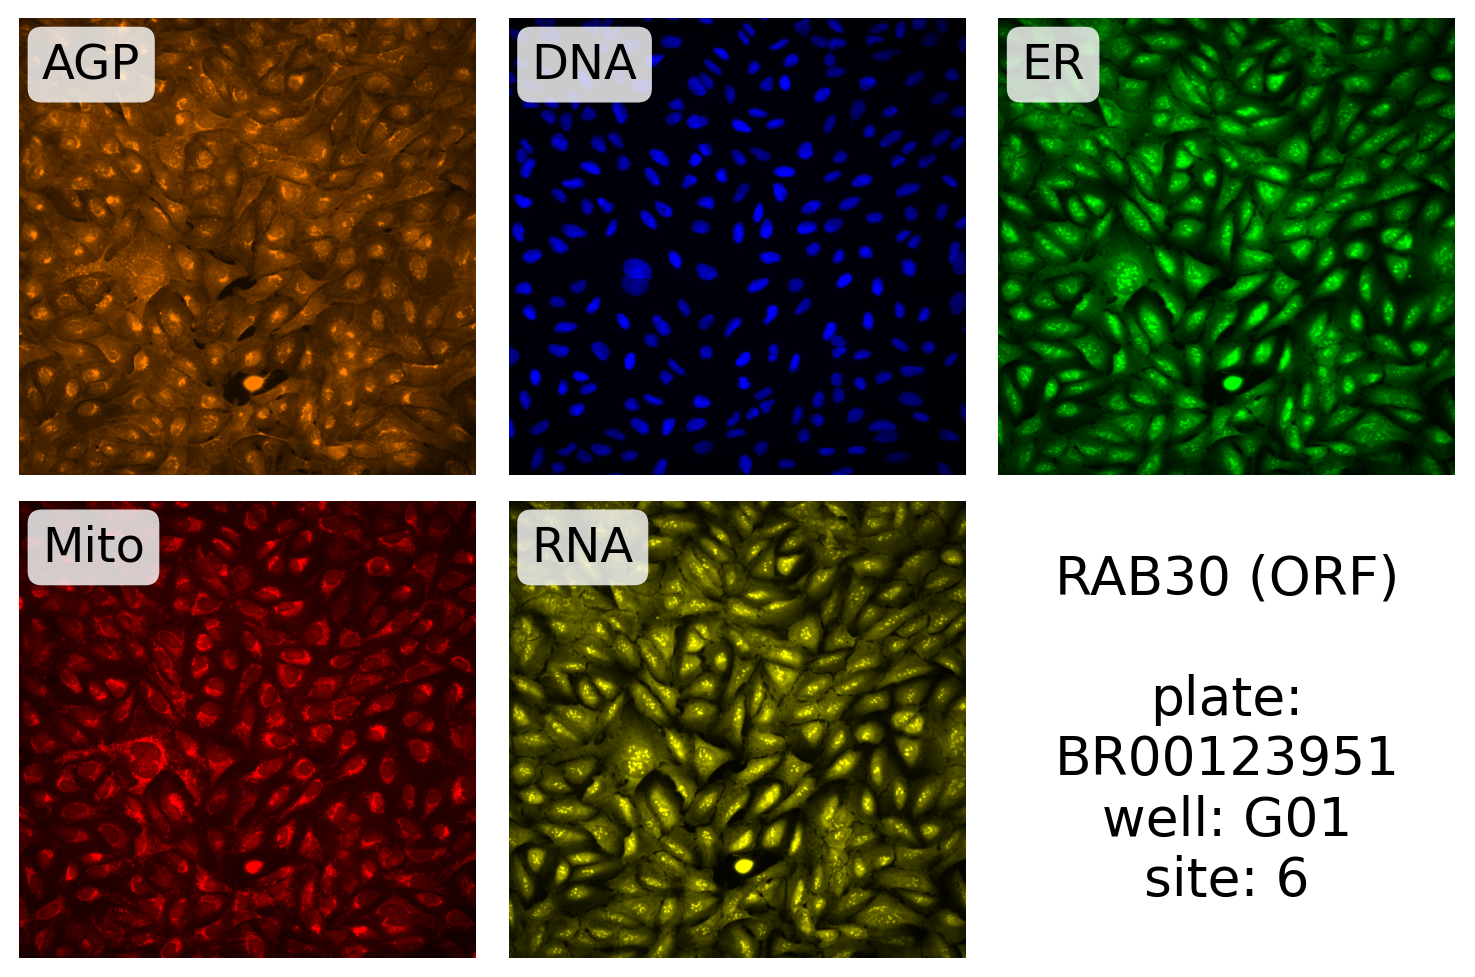 AGP
DNA
ER
Mito
RNA
RAB30 (ORF)
plate:
BR00123951
well: G01
site: 6